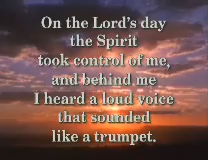 On the Lord's day
the Spirit
took control of me,
and behind me
I heard a loud voice
that sounded
like a trumpet.